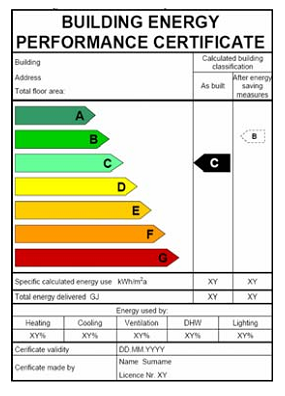 BUILDING ENERGY
PERFORMANCE CERTIFICATE
Building
Address
Total floor area:
Calculated building
classification
As built
After energy
saving
measures
A
B
B
C
C
D
E
F
G
Specific calculated energy use kWh/m²a XY XY
Total energy delivered GJ XY XY
Energy used by:
Heating Cooling Ventilation DHW Lighting
XY% XY% XY% XY% XY%
Cerificate validity DD.MM.YYYY
Cerificate made by
Name Surname
Licence Nr. XY